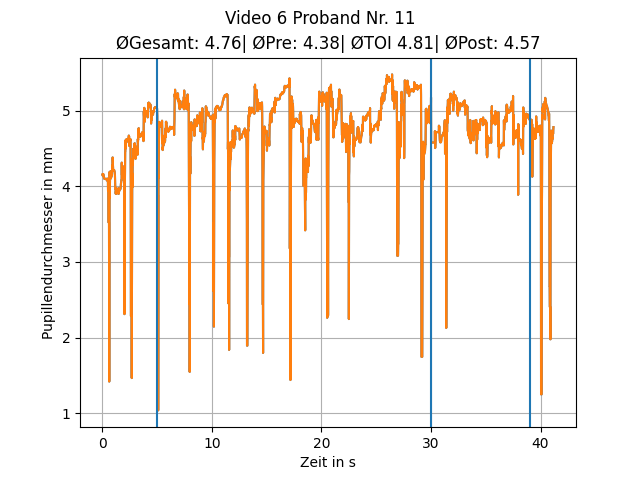 Video 6 Proband Nr. 11
ØGesamt: 4.76| ØPre: 4.38| ØTOI 4.81| ØPost: 4.57
Pupillendurchmesser in mm
5
4
3
2
1
0 10 20 30 40
Zeit in s